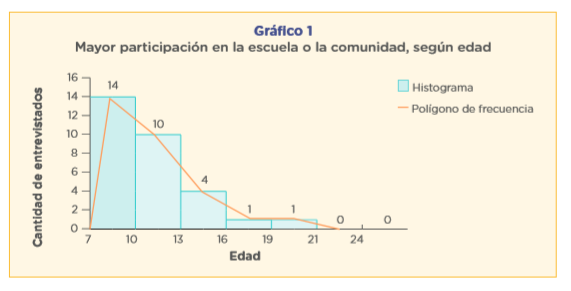 Gráfico 1
Mayor participación en la escuela o la comunidad, según edad
Cantidad de entrevistados
16
14
12
10
8
6
4
2
0
14
10
4
1
1
0
0
Histograma
Polígono de frecuencia
7 10 13 16 19 21 24
Edad